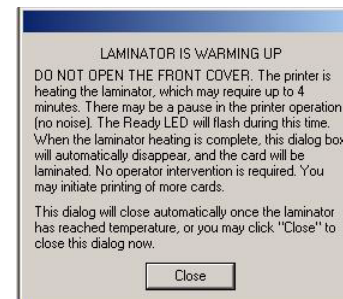 LAMINATOR IS WARMING UP
DO NOT OPEN THE FRONT COVER. The printer is
heating the laminator, which may require up to 4
minutes. There may be a pause in the printer operation
(no noise). The Ready LED will flash during this time.
When the laminator heating is complete, this dialog box
will automatically disappear, and the card will be
laminated. No operator intervention is required. You
may initiate printing of more cards.
This dialog will close automatically once the laminator
has reached temperature, or you may click "Close" to
close this dialog now.
Close